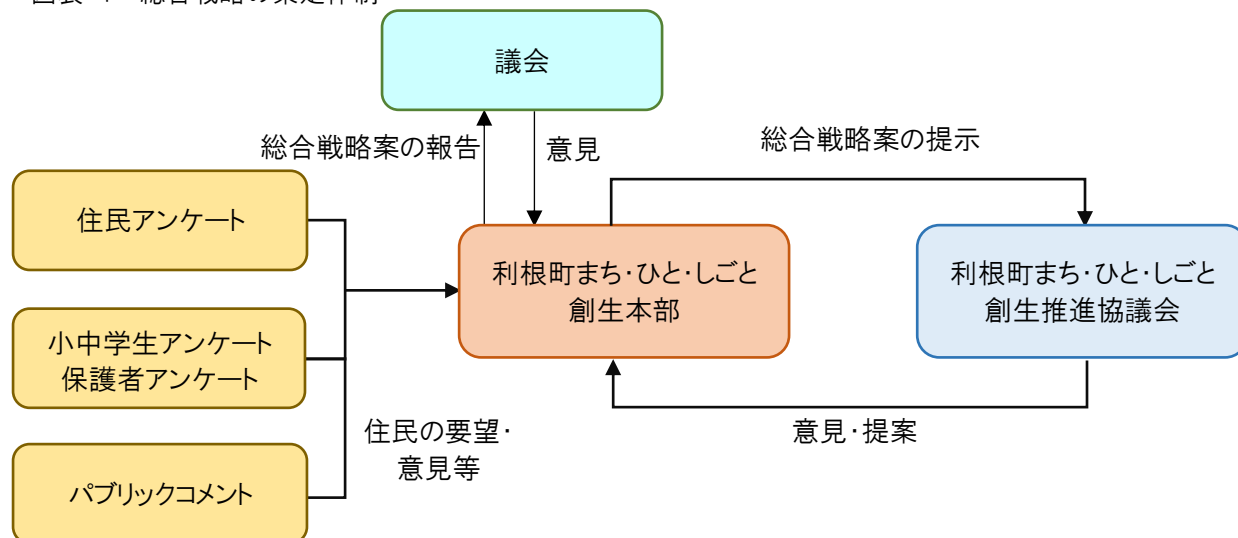 議会
総合戦略案の報告
意見
総合戦略案の提示
住民アンケート
利根町まち・ひと・しごと
創生本部
利根町まち・ひと・しごと
創生推進協議会
小中学生アンケート
保護者アンケート
住民の要望・
意見等
意見・提案
パブリックコメント